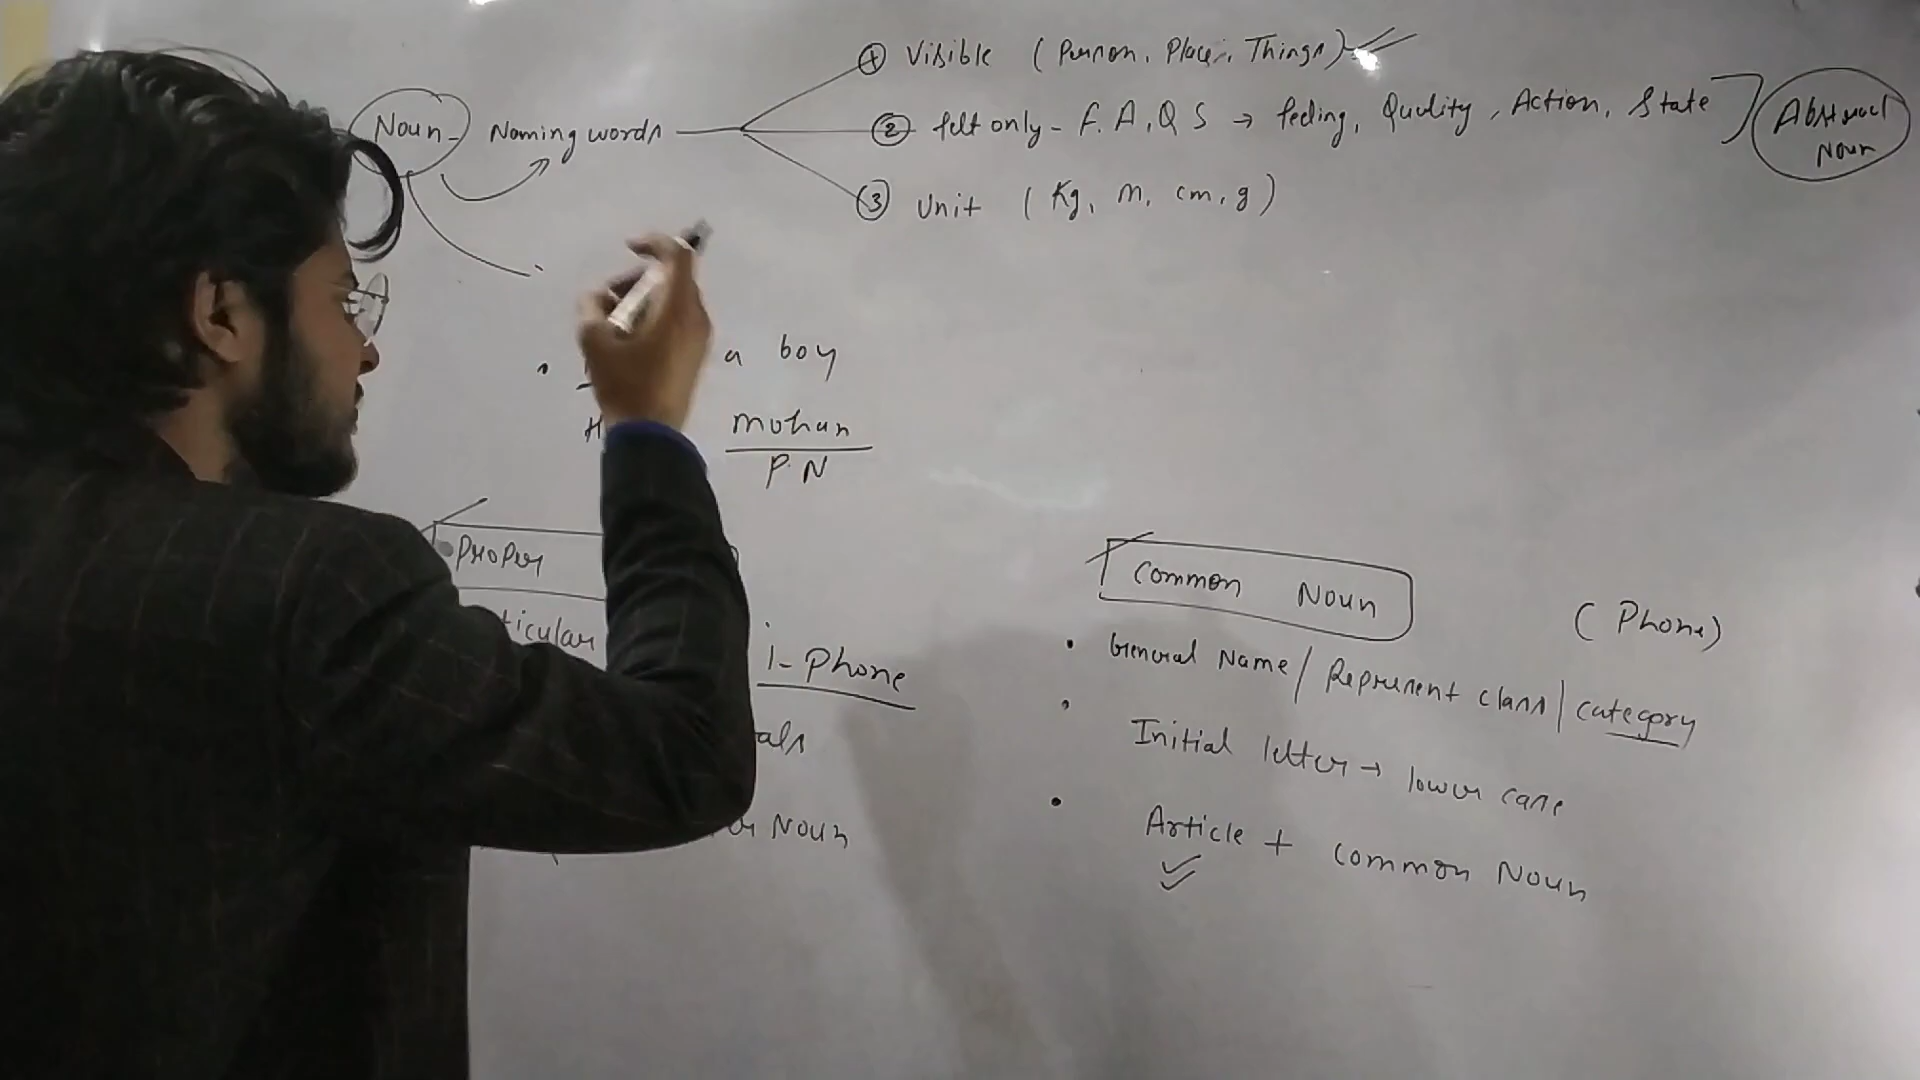 ① Visible (Person, Place, Things)
Noun - Naming words
② felt only - F, A, Q S → feeling, Quality, Action, State
Abstract Noun
③ Unit (Kg, m, cm, g)
a boy
mohan
P.N
Proper
Common Noun
(Phone)
ticular
i-Phone
• General Name / Represent class / category
als
• Initial letter → lower case
Noun
• Article + common Noun